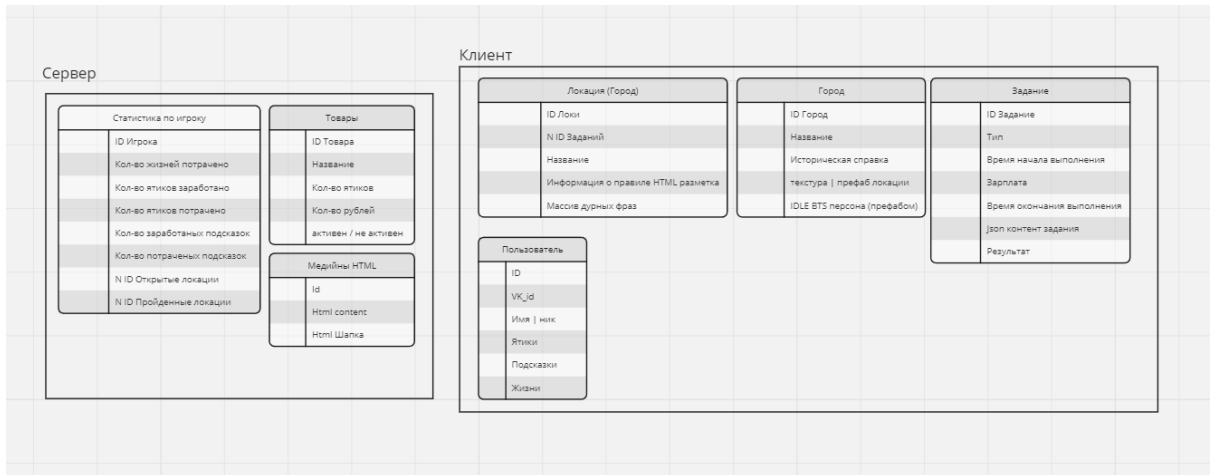 Сервер
Статистика по игроку
ID Игрока
Кол-во жизней потрачено
Кол-во ятиков заработано
Кол-во ятиков потрачено
Кол-во заработаных подсказок
Кол-во потраченых подсказок
N ID Открытые локации
N ID Пройденные локации
Товары
ID Товара
Название
Кол-во ятиков
Кол-во рублей
активен / не активен
Медийны HTML
Id
Html content
Html Шапка
Клиент
Локация (Город)
ID Локи
N ID Заданий
Название
Информация о правиле HTML разметка
Массив дурных фраз
Город
ID Город
Название
Историческая справка
текстура | префаб локации
IDLE BTS персона (префабом)
Задание
ID Задание
Тип
Время начала выполнения
Зарплата
Время окончания выполнения
Json контент задания
Результат
Пользователь
ID
VK_id
Имя | ник
Ятики
Подсказки
Жизни